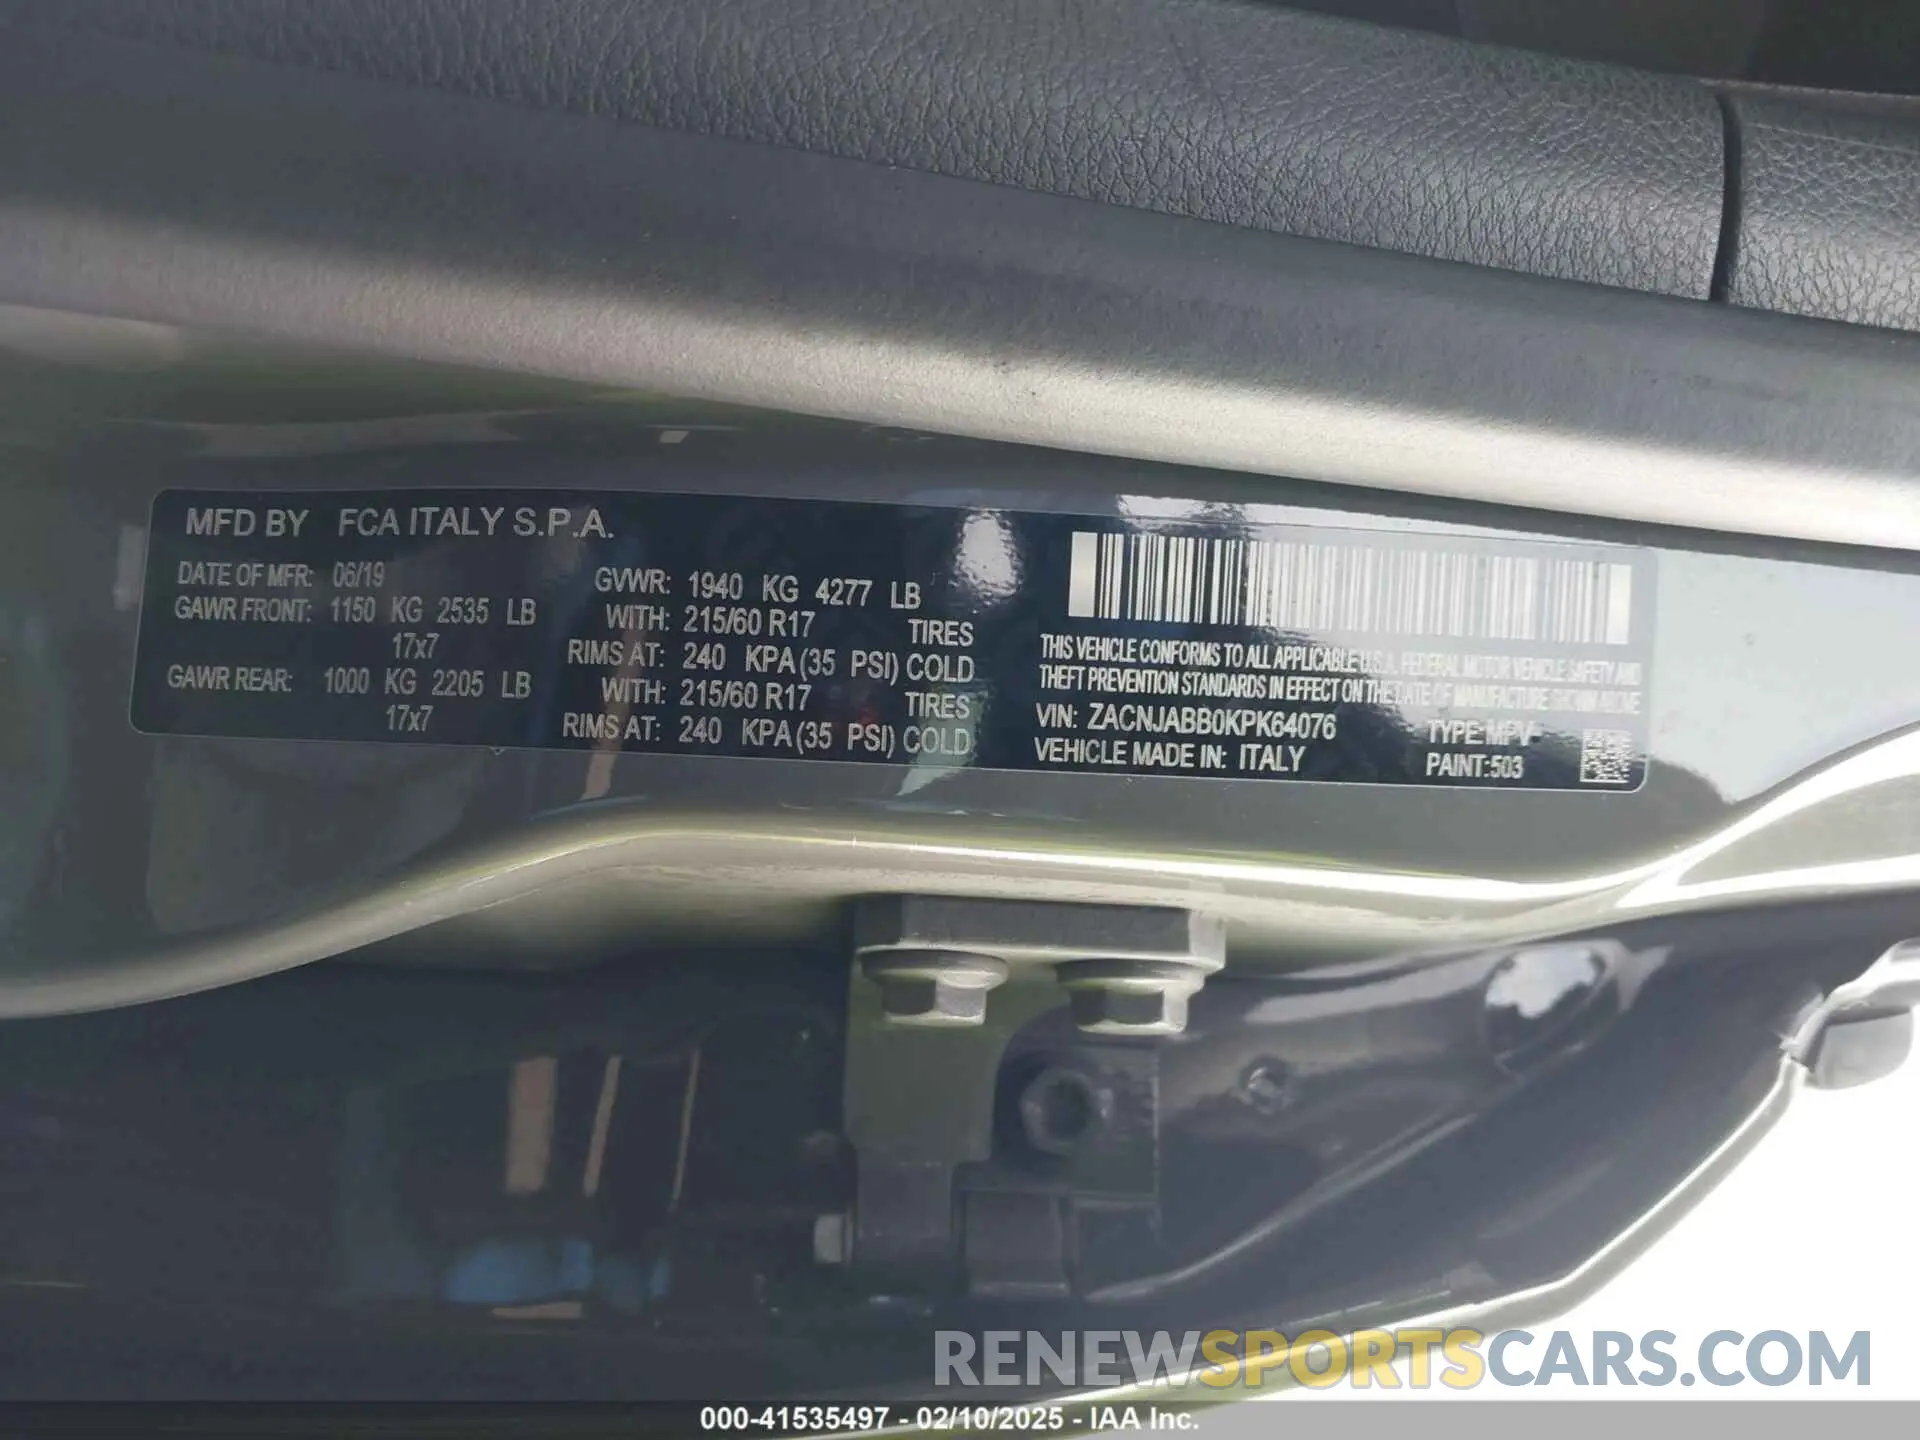 MFD BY FCA ITALY S.P.A.
DATE OF MFR: 06/19
GAWR FRONT: 1150 KG 2535 LB
17x7
GAWR REAR: 1000 KG 2205 LB
17x7
GVWR: 1940 KG 4277 LB
WITH: 215/60 R17 TIRES
RIMS AT: 240 KPA (35 PSI) COLD
WITH: 215/60 R17 TIRES
RIMS AT: 240 KPA (35 PSI) COLD
THIS VEHICLE CONFORMS TO ALL APPLICABLE U.S.A. FEDERAL MOTOR VEHICLE SAFETY AND
THEFT PREVENTION STANDARDS IN EFFECT ON THE DATE OF MANUFACTURE SHOWN ABOVE
VIN: ZACNJABB0KPK64076 TYPE:MPV
VEHICLE MADE IN: ITALY PAINT:503
RENEWSPORTSCARS.COM
000-41535497 - 02/10/2025 - IAA Inc.